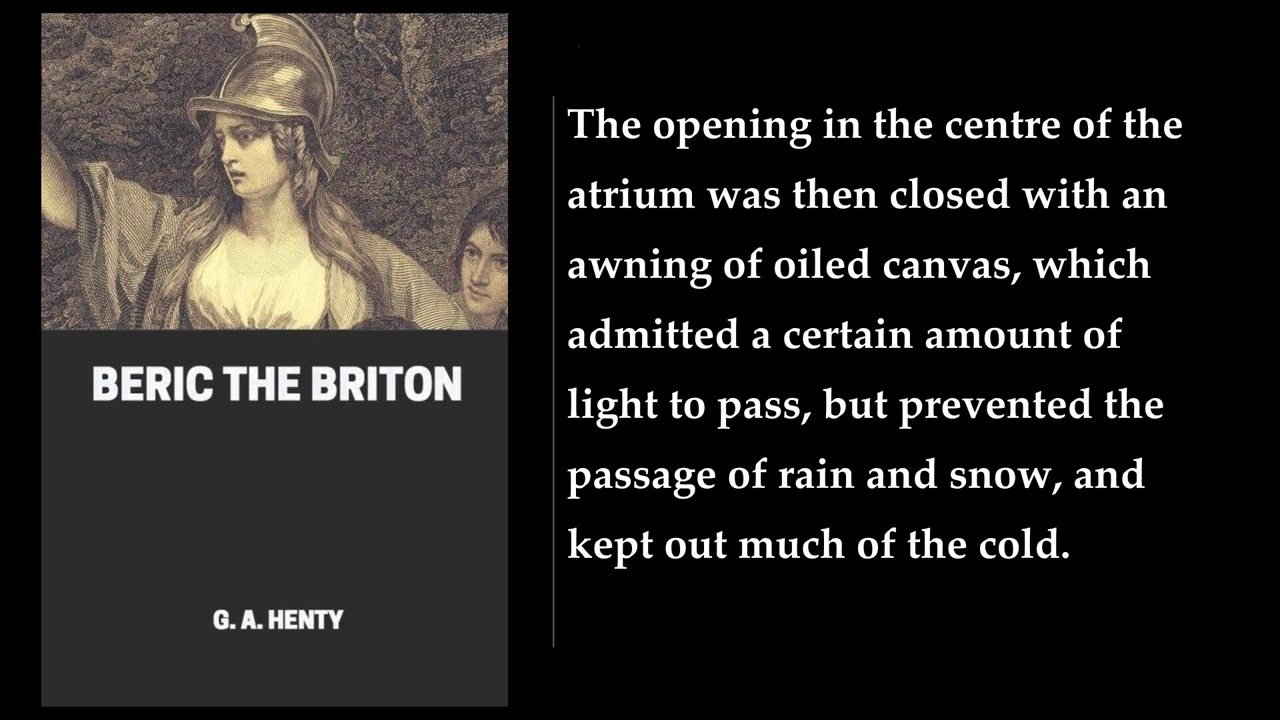 BERIC THE BRITON
G. A. HENTY
The opening in the centre of the
atrium was then closed with an
awning of oiled canvas, which
admitted a certain amount of
light to pass, but prevented the
passage of rain and snow, and
kept out much of the cold.